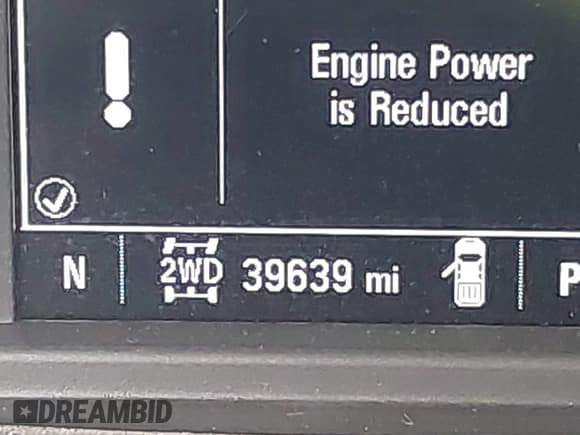 Engine Power
is Reduced
N 2WD 39639 mi P
DREAMBID